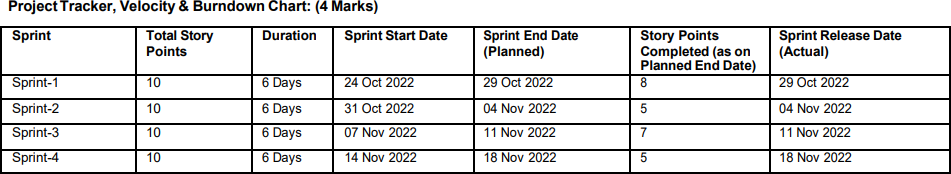 Project Tracker, Velocity & Burndown Chart: (4 Marks)
Sprint Total Story Points Duration Sprint Start Date Sprint End Date (Planned) Story Points Completed (as on Planned End Date) Sprint Release Date (Actual)
Sprint-1 10 6 Days 24 Oct 2022 29 Oct 2022 8 29 Oct 2022
Sprint-2 10 6 Days 31 Oct 2022 04 Nov 2022 5 04 Nov 2022
Sprint-3 10 6 Days 07 Nov 2022 11 Nov 2022 7 11 Nov 2022
Sprint-4 10 6 Days 14 Nov 2022 18 Nov 2022 5 18 Nov 2022